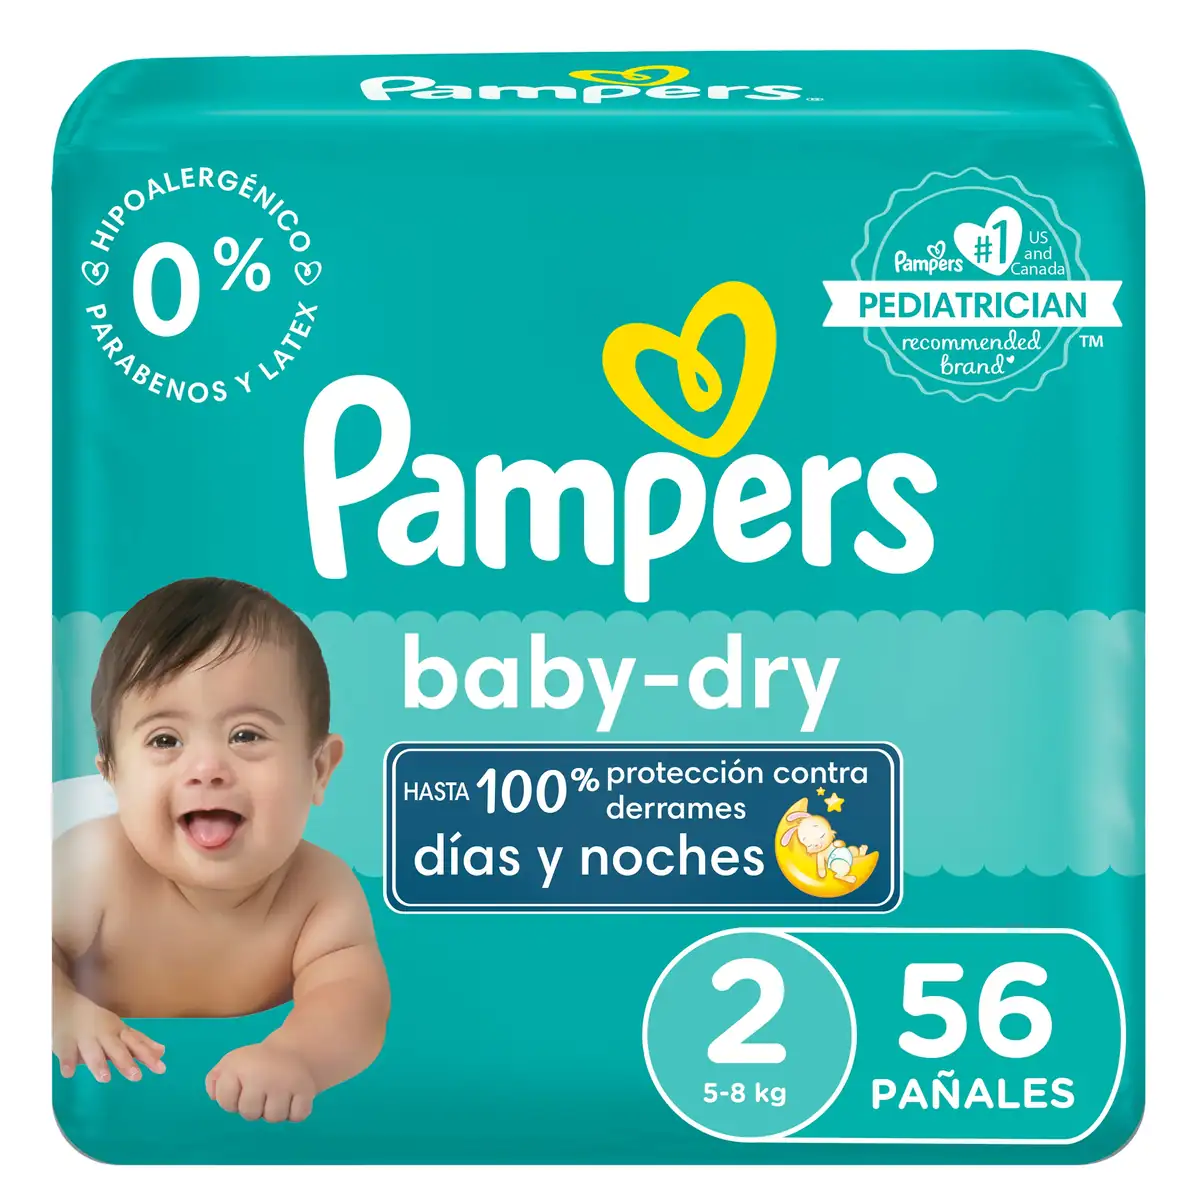 Pampers
HIPOALERGÉNICO
0%
PARABENOS Y LATEX
Pampers #1 US and Canada
PEDIATRICIAN
recommended TM
brand
Pampers
baby-dry
HASTA 100% protección contra
derrames
días y noches
2
5-8 kg
56
PAÑALES